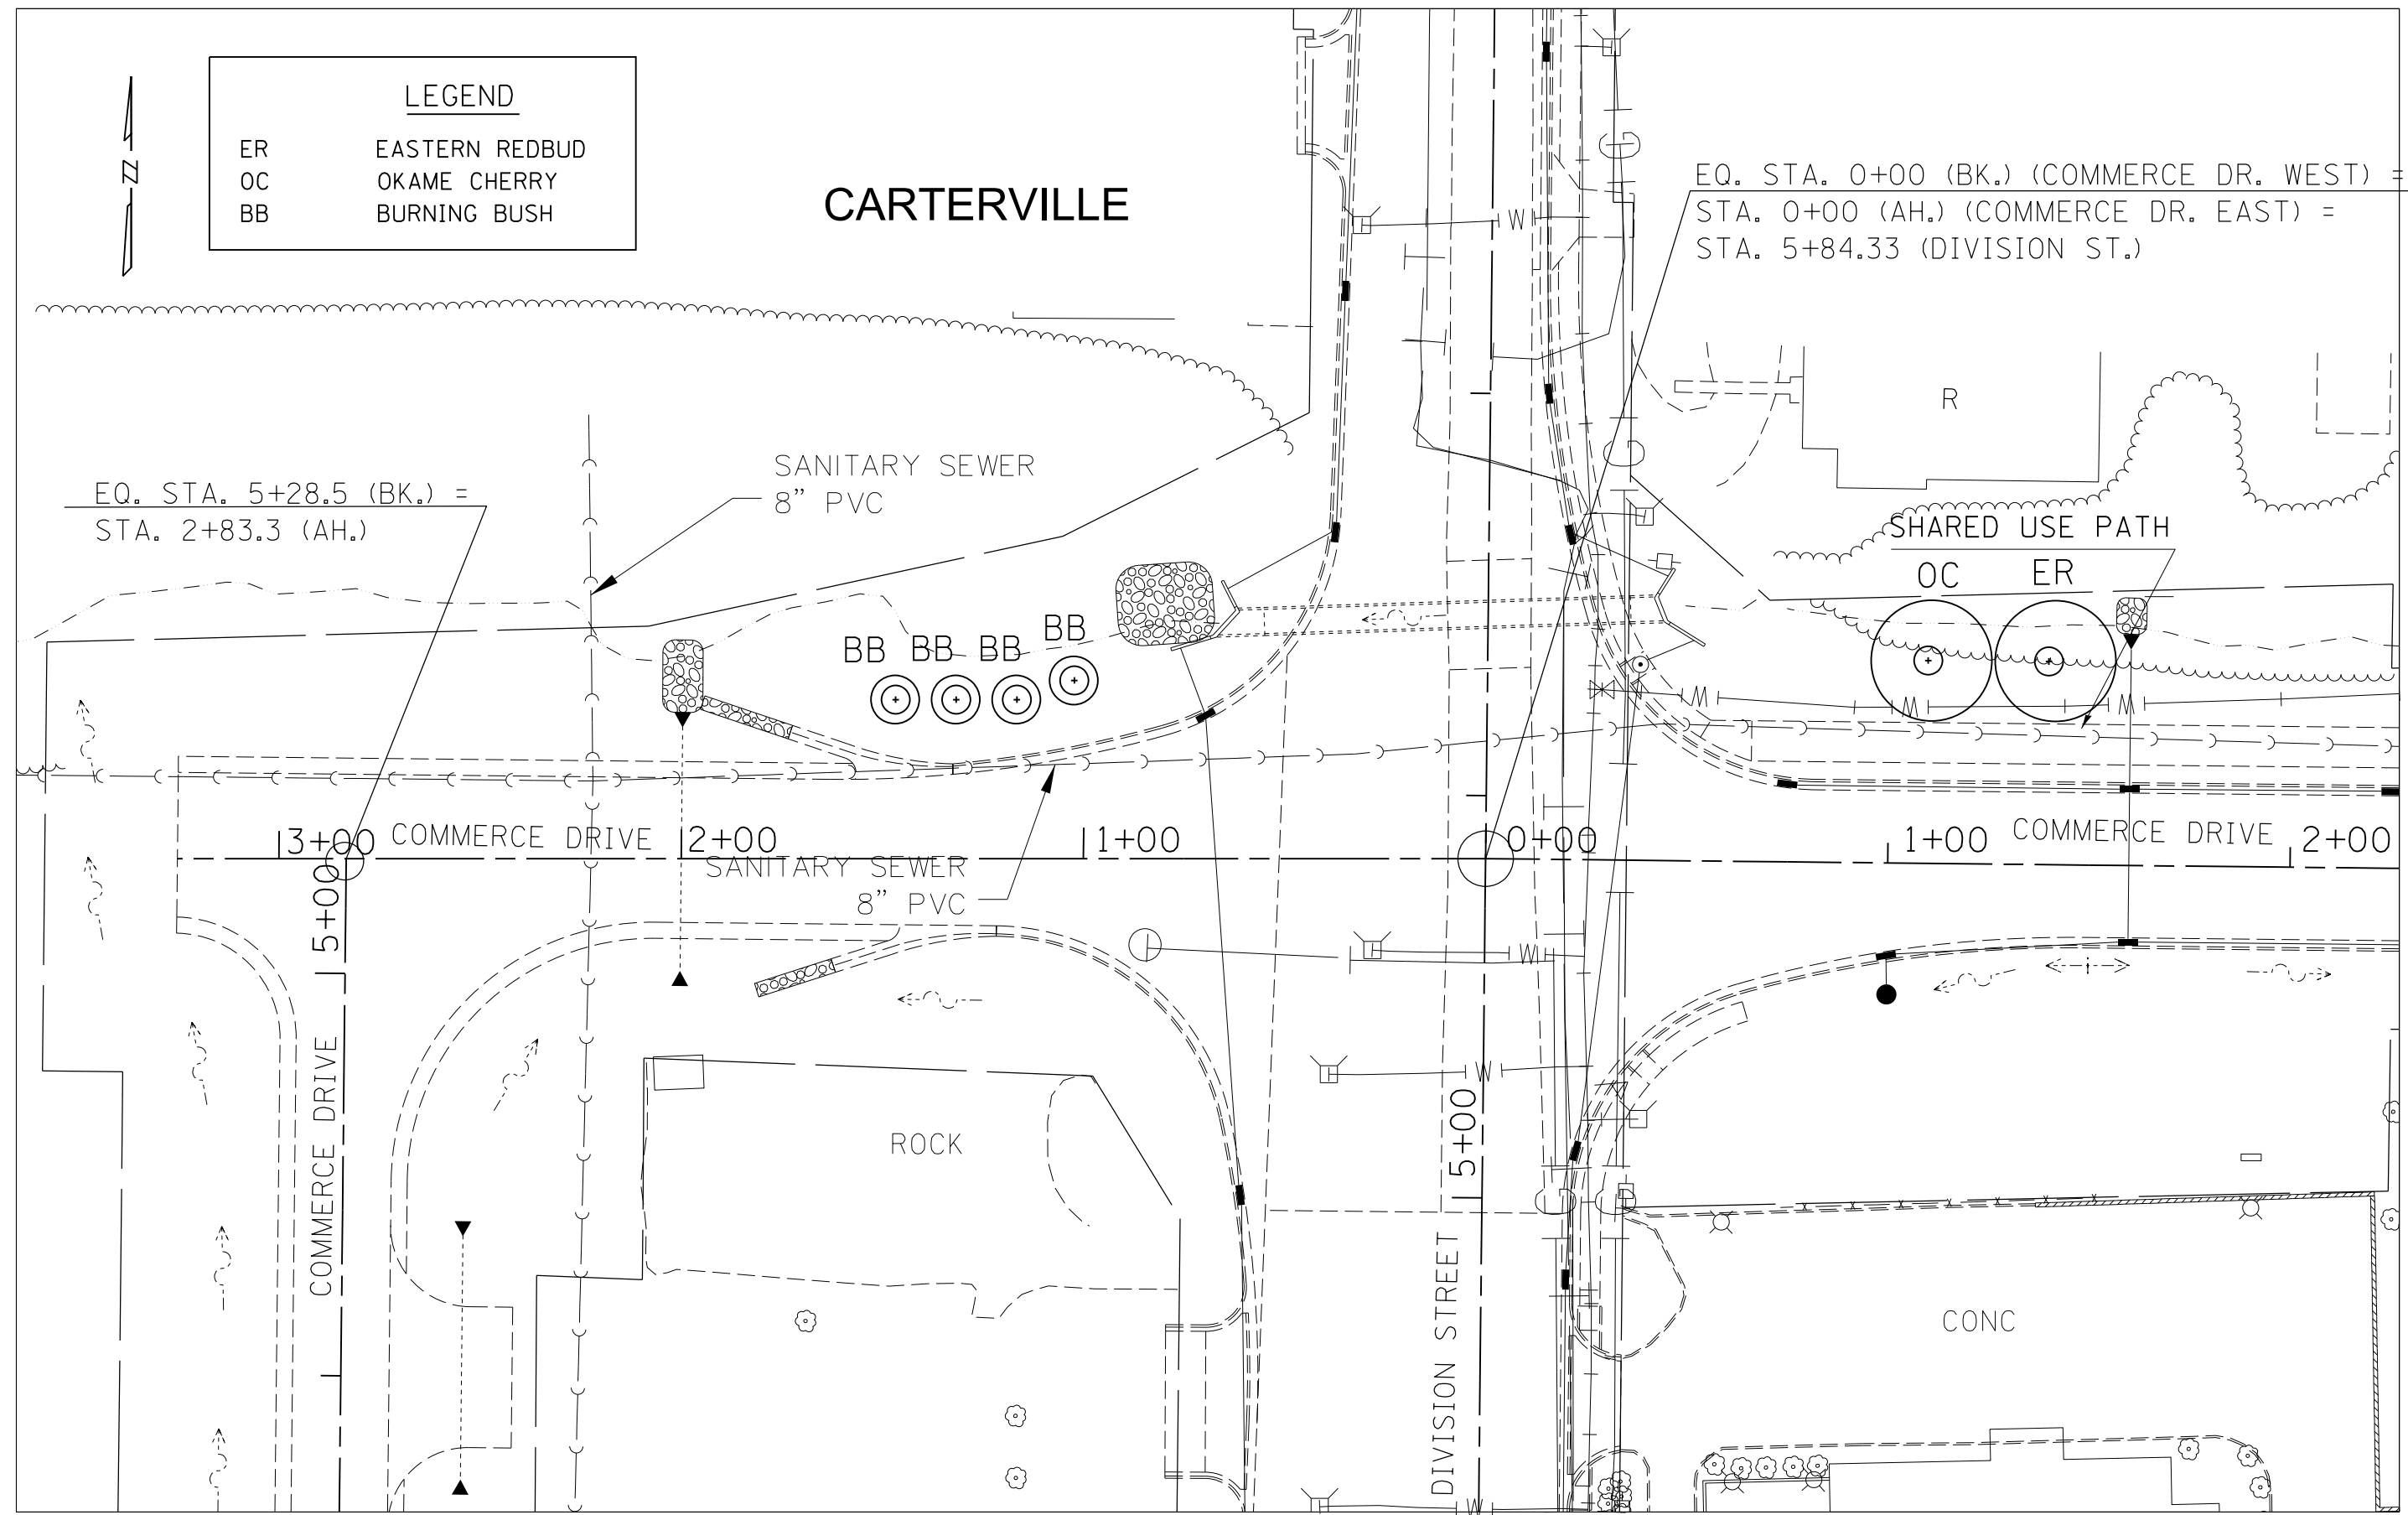 LEGEND
ER EASTERN REDBUD
OC OKAME CHERRY
BB BURNING BUSH
N
CARTERVILLE
EQ. STA. 0+00 (BK.) (COMMERCE DR. WEST) =
STA. 0+00 (AH.) (COMMERCE DR. EAST) =
STA. 5+84.33 (DIVISION ST.)
W
R
SANITARY SEWER
8" PVC
EQ. STA. 5+28.5 (BK.) =
STA. 2+83.3 (AH.)
SHARED USE PATH
OC ER
BB BB BB BB
W W W
3+00 COMMERCE DRIVE 2+00 1+00 0+00 1+00 COMMERCE DRIVE 2+00
SANITARY SEWER
8" PVC
5+00
COMMERCE DRIVE
W
W
5+00
DIVISION STREET
ROCK
CONC
W